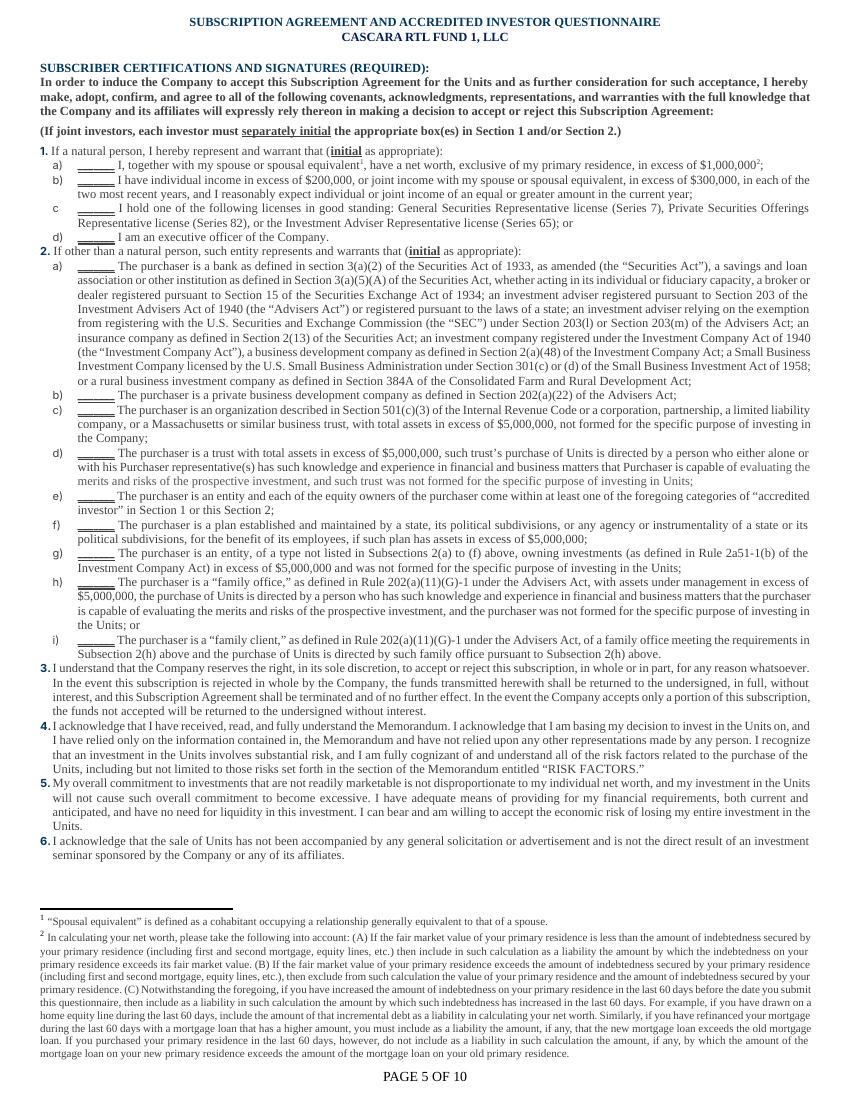 SUBSCRIPTION AGREEMENT AND ACCREDITED INVESTOR QUESTIONNAIRE
CASCARA RTL FUND 1, LLC
SUBSCRIBER CERTIFICATIONS AND SIGNATURES (REQUIRED):
In order to induce the Company to accept this Subscription Agreement for the Units and as further consideration for such acceptance, I hereby
make, adopt, confirm, and agree to all of the following covenants, acknowledgments, representations, and warranties with the full knowledge that
the Company and its affiliates will expressly rely thereon in making a decision to accept or reject this Subscription Agreement:
(If joint investors, each investor must separately initial the appropriate box(es) in Section 1 and/or Section 2.)
1. If a natural person, I hereby represent and warrant that (initial as appropriate):
a) ______ I, together with my spouse or spousal equivalent1, have a net worth, exclusive of my primary residence, in excess of $1,000,0002;
b) ______ I have individual income in excess of $200,000, or joint income with my spouse or spousal equivalent, in excess of $300,000, in each of the
two most recent years, and I reasonably expect individual or joint income of an equal or greater amount in the current year;
c ______ I hold one of the following licenses in good standing: General Securities Representative license (Series 7), Private Securities Offerings
Representative license (Series 82), or the Investment Adviser Representative license (Series 65); or
d) ______ I am an executive officer of the Company.
2. If other than a natural person, such entity represents and warrants that (initial as appropriate):
a) ______ The purchaser is a bank as defined in section 3(a)(2) of the Securities Act of 1933, as amended (the “Securities Act”), a savings and loan
association or other institution as defined in Section 3(a)(5)(A) of the Securities Act, whether acting in its individual or fiduciary capacity, a broker or
dealer registered pursuant to Section 15 of the Securities Exchange Act of 1934; an investment adviser registered pursuant to Section 203 of the
Investment Advisers Act of 1940 (the “Advisers Act”) or registered pursuant to the laws of a state; an investment adviser relying on the exemption
from registering with the U.S. Securities and Exchange Commission (the “SEC”) under Section 203(l) or Section 203(m) of the Advisers Act; an
insurance company as defined in Section 2(13) of the Securities Act; an investment company registered under the Investment Company Act of 1940
(the “Investment Company Act”), a business development company as defined in Section 2(a)(48) of the Investment Company Act; a Small Business
Investment Company licensed by the U.S. Small Business Administration under Section 301(c) or (d) of the Small Business Investment Act of 1958;
or a rural business investment company as defined in Section 384A of the Consolidated Farm and Rural Development Act;
b) ______ The purchaser is a private business development company as defined in Section 202(a)(22) of the Advisers Act;
c) ______ The purchaser is an organization described in Section 501(c)(3) of the Internal Revenue Code or a corporation, partnership, a limited liability
company, or a Massachusetts or similar business trust, with total assets in excess of $5,000,000, not formed for the specific purpose of investing in
the Company;
d) ______ The purchaser is a trust with total assets in excess of $5,000,000, such trust’s purchase of Units is directed by a person who either alone or
with his Purchaser representative(s) has such knowledge and experience in financial and business matters that Purchaser is capable of evaluating the
merits and risks of the prospective investment, and such trust was not formed for the specific purpose of investing in Units;
e) ______ The purchaser is an entity and each of the equity owners of the purchaser come within at least one of the foregoing categories of “accredited
investor” in Section 1 or this Section 2;
f) ______ The purchaser is a plan established and maintained by a state, its political subdivisions, or any agency or instrumentality of a state or its
political subdivisions, for the benefit of its employees, if such plan has assets in excess of $5,000,000;
g) ______ The purchaser is an entity, of a type not listed in Subsections 2(a) to (f) above, owning investments (as defined in Rule 2a51-1(b) of the
Investment Company Act) in excess of $5,000,000 and was not formed for the specific purpose of investing in the Units;
h) ______ The purchaser is a “family office,” as defined in Rule 202(a)(11)(G)-1 under the Advisers Act, with assets under management in excess of
$5,000,000, the purchase of Units is directed by a person who has such knowledge and experience in financial and business matters that the purchaser
is capable of evaluating the merits and risks of the prospective investment, and the purchaser was not formed for the specific purpose of investing in
the Units; or
i) ______ The purchaser is a “family client,” as defined in Rule 202(a)(11)(G)-1 under the Advisers Act, of a family office meeting the requirements in
Subsection 2(h) above and the purchase of Units is directed by such family office pursuant to Subsection 2(h) above.
3. I understand that the Company reserves the right, in its sole discretion, to accept or reject this subscription, in whole or in part, for any reason whatsoever.
In the event this subscription is rejected in whole by the Company, the funds transmitted herewith shall be returned to the undersigned, in full, without
interest, and this Subscription Agreement shall be terminated and of no further effect. In the event the Company accepts only a portion of this subscription,
the funds not accepted will be returned to the undersigned without interest.
4. I acknowledge that I have received, read, and fully understand the Memorandum. I acknowledge that I am basing my decision to invest in the Units on, and
I have relied only on the information contained in, the Memorandum and have not relied upon any other representations made by any person. I recognize
that an investment in the Units involves substantial risk, and I am fully cognizant of and understand all of the risk factors related to the purchase of the
Units, including but not limited to those risks set forth in the section of the Memorandum entitled “RISK FACTORS.”
5. My overall commitment to investments that are not readily marketable is not disproportionate to my individual net worth, and my investment in the Units
will not cause such overall commitment to become excessive. I have adequate means of providing for my financial requirements, both current and
anticipated, and have no need for liquidity in this investment. I can bear and am willing to accept the economic risk of losing my entire investment in the
Units.
6. I acknowledge that the sale of Units has not been accompanied by any general solicitation or advertisement and is not the direct result of an investment
seminar sponsored by the Company or any of its affiliates.
1 “Spousal equivalent” is defined as a cohabitant occupying a relationship generally equivalent to that of a spouse.
2 In calculating your net worth, please take the following into account: (A) If the fair market value of your primary residence is less than the amount of indebtedness secured by
your primary residence (including first and second mortgage, equity lines, etc.) then include in such calculation as a liability the amount by which the indebtedness on your
primary residence exceeds its fair market value. (B) If the fair market value of your primary residence exceeds the amount of indebtedness secured by your primary residence
(including first and second mortgage, equity lines, etc.), then exclude from such calculation the value of your primary residence and the amount of indebtedness secured by your
primary residence. (C) Notwithstanding the foregoing, if you have increased the amount of indebtedness on your primary residence in the last 60 days before the date you submit
this questionnaire, then include as a liability in such calculation the amount by which such indebtedness has increased in the last 60 days. For example, if you have drawn on a
home equity line during the last 60 days, include the amount of that incremental debt as a liability in calculating your net worth. Similarly, if you have refinanced your mortgage
during the last 60 days with a mortgage loan that has a higher amount, you must include as a liability the amount, if any, that the new mortgage loan exceeds the old mortgage
loan. If you purchased your primary residence in the last 60 days, however, do not include as a liability in such calculation the amount, if any, by which the amount of the
mortgage loan on your new primary residence exceeds the amount of the mortgage loan on your old primary residence.
PAGE 5 OF 10